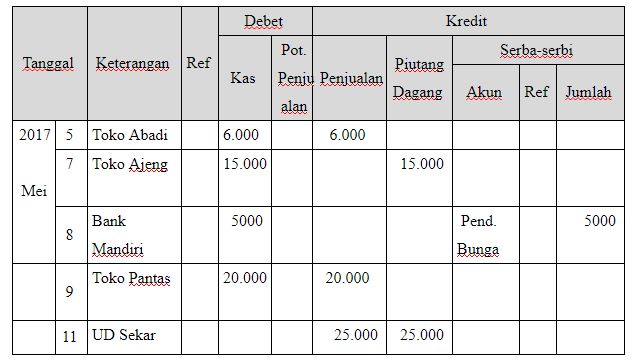 Tanggal Keterangan Ref Debet Kredit
Kas Pot. Penju alan Penjualan Piutang Dagang Serba-serbi
Akun Ref Jumlah
2017 Mei 5 Toko Abadi 6.000 6.000
7 Toko Ajeng 15.000 15.000
8 Bank Mandiri 5000 Pend. Bunga 5000
9 Toko Pantas 20.000 20.000
11 UD Sekar 25.000 25.000